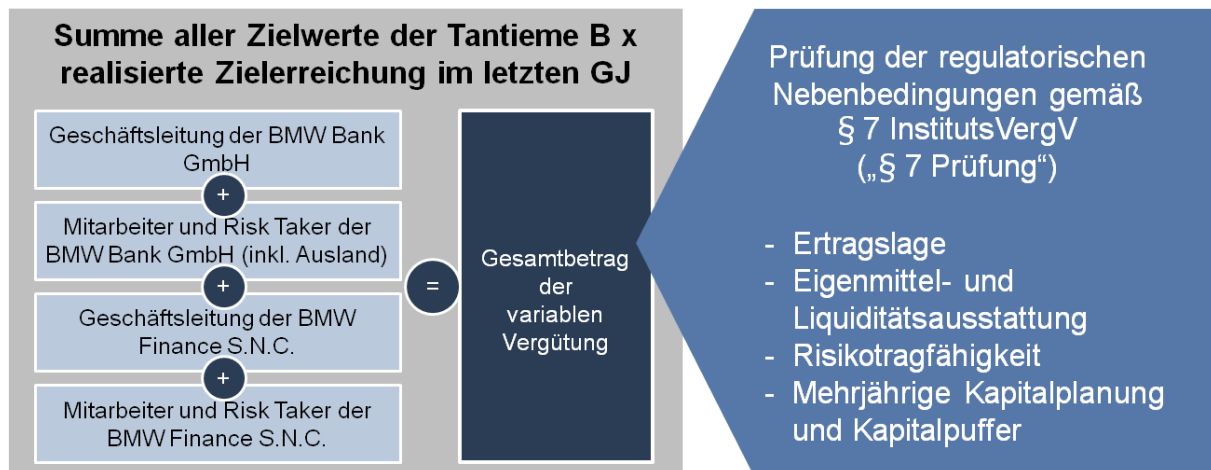 Summe aller Zielwerte der Tantieme B x
realisierte Zielerreichung im letzten GJ
Geschäftsleitung der BMW Bank
GmbH
+
Mitarbeiter und Risk Taker der
BMW Bank GmbH (inkl. Ausland)
+
Geschäftsleitung der BMW
Finance S.N.C.
+
Mitarbeiter und Risk Taker der
BMW Finance S.N.C.
=
Gesamtbetrag
der
variablen
Vergütung
Prüfung der regulatorischen
Nebenbedingungen gemäß
§ 7 InstitutsVergV
(„§ 7 Prüfung“)
- Ertragslage
- Eigenmittel- und
Liquiditätsausstattung
- Risikotragfähigkeit
- Mehrjährige Kapitalplanung
und Kapitalpuffer